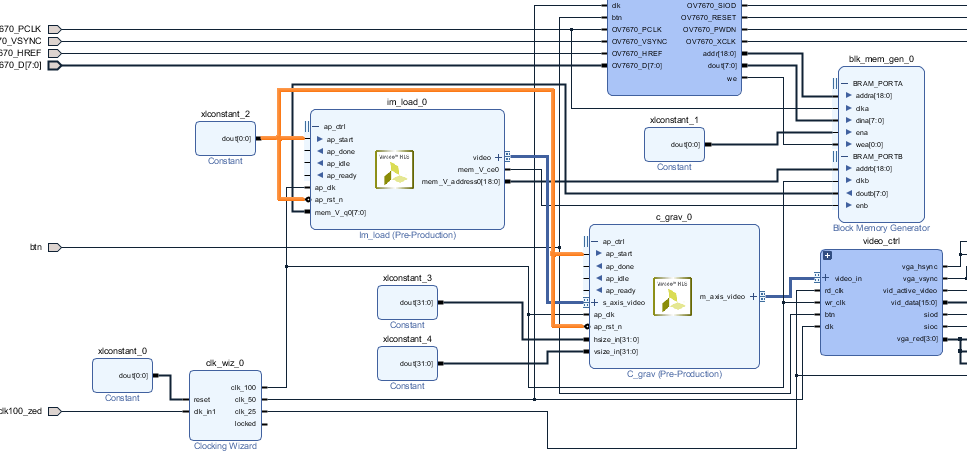 clk
btn
OV7670_PCLK
OV7670_VSYNC
OV7670_HREF
OV7670_D[7:0]
OV7670_SIOD
OV7670_RESET
OV7670_PWDN
OV7670_XCLK
addr[18:0]
dout[7:0]
we
7670_PCLK
70_VSYNC
7670_HREF
670_D[7:0]
blk_mem_gen_0
BRAM_PORTA
addra[18:0]
clka
dina[7:0]
ena
wea[0:0]
BRAM_PORTB
addrb[18:0]
clkb
doutb[7:0]
enb
Block Memory Generator
xlconstant_2
dout[0:0]
Constant
im_load_0
ap_ctrl
ap_start
ap_done
ap_idle
ap_ready
ap_clk
ap_rst_n
mem_V_q0[7:0]
video
mem_V_ce0
mem_V_address0[18:0]
Vivado™ HLS
Im_load (Pre-Production)
xlconstant_1
dout[0:0]
Constant
c_grav_0
ap_ctrl
ap_start
ap_done
ap_idle
ap_ready
s_axis_video
ap_clk
ap_rst_n
hsize_in[31:0]
vsize_in[31:0]
m_axis_video
Vivado™ HLS
C_grav (Pre-Production)
btn
video_ctrl
video_in
rd_clk
wr_clk
btn
clk
vga_hsync
vga_vsync
vid_active_video
vid_data[15:0]
siod
sioc
vga_red[3:0]
xlconstant_3
dout[31:0]
Constant
xlconstant_4
dout[31:0]
Constant
xlconstant_0
dout[0:0]
Constant
clk_wiz_0
reset
clk_in1
clk_100
clk_50
clk_25
locked
Clocking Wizard
clk100_zed